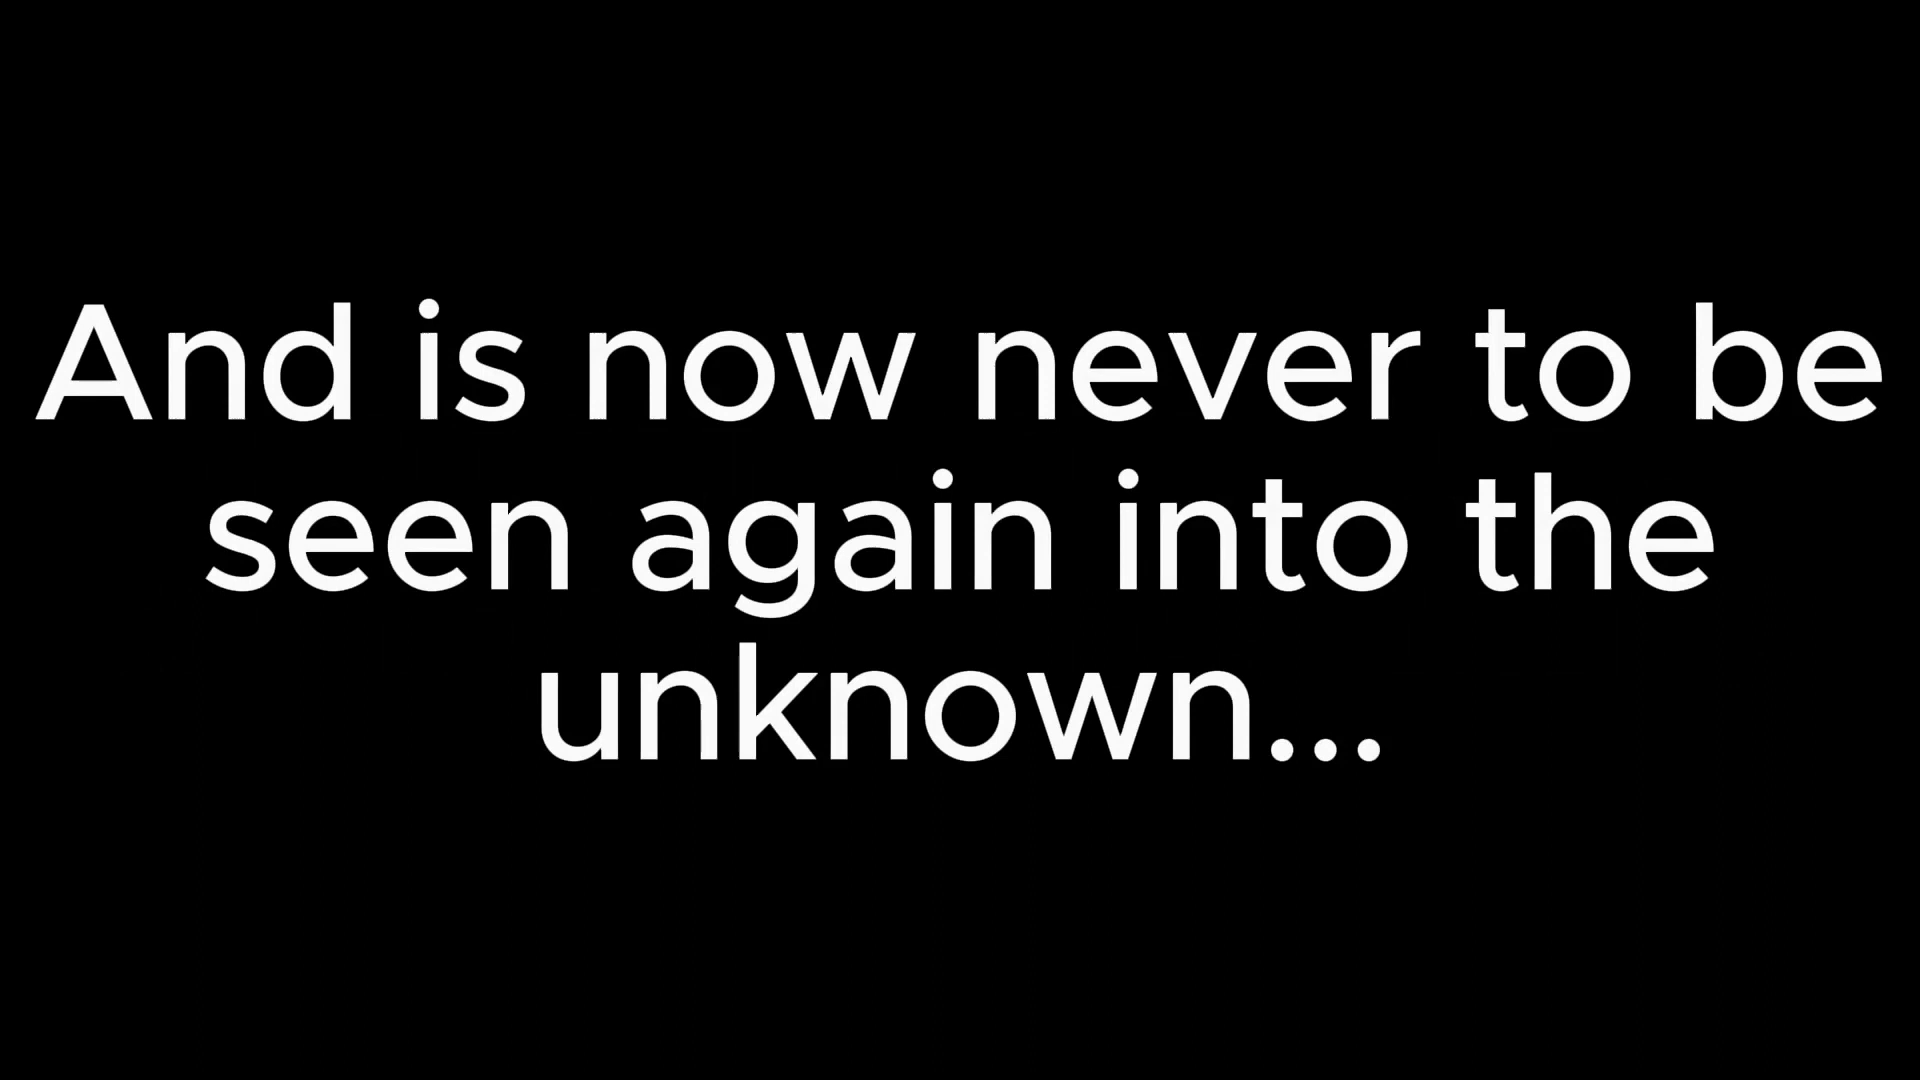 And is now never to be
seen again into the
unknown...